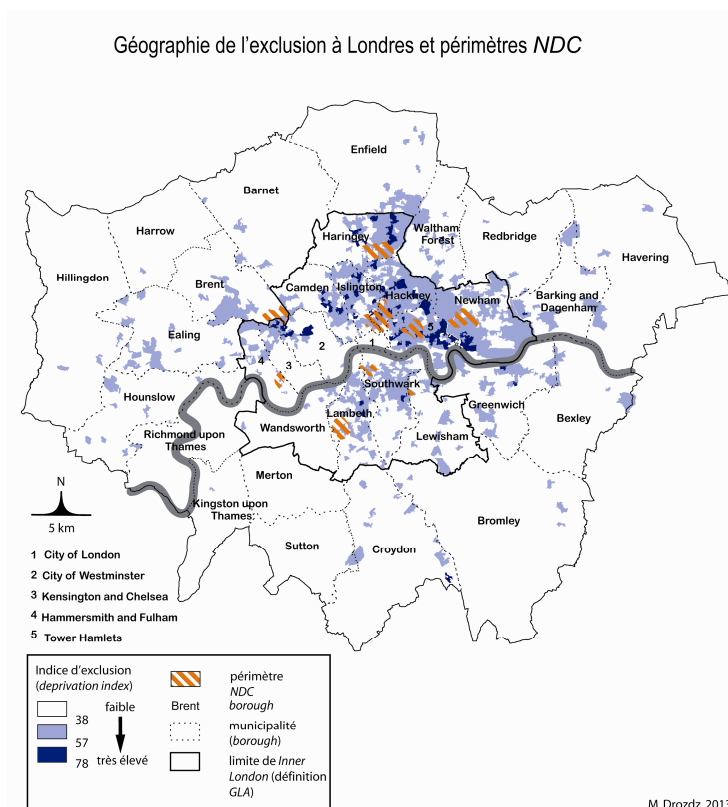 Géographie de l'exclusion à Londres et périmètres NDC
Enfield
Barnet
Harrow
Haringey
Waltham
Forest
Redbridge
Havering
Hillingdon
Brent
Camden
Islington
Hackney
Newham
Barking and
Dagenham
Ealing
5
1
2
4
3
Southwark
Hounslow
Lambeth
Greenwich
Bexley
Wandsworth
Lewisham
Richmond upon
Thames
Merton
N
5 km
Kingston upon
Thames
Bromley
Sutton
Croydon
1 City of London
2 City of Westminster
3 Kensington and Chelsea
4 Hammersmith and Fulham
5 Tower Hamlets
Indice d'exclusion
(deprivation index)
faible
38
57
78
très élevé
périmètre
NDC
Brent
borough
municipalité
(borough)
limite de Inner
London (définition
GLA)